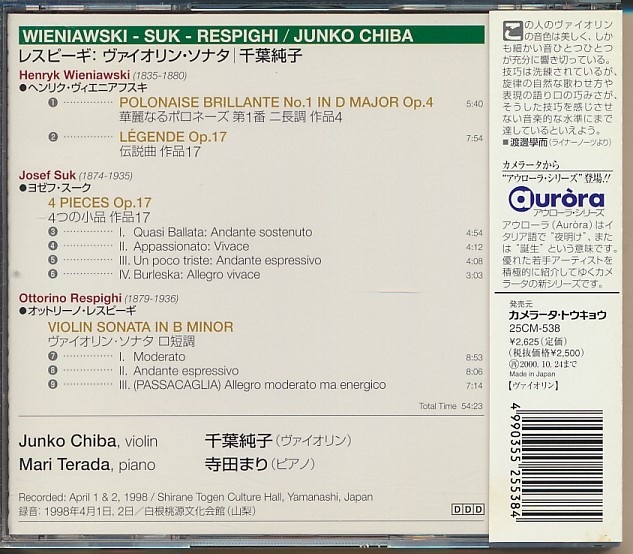 WIENIAWSKI - SUK - RESPIGHI / JUNKO CHIBA
レスピーギ: ヴァイオリン・ソナタ | 千葉純子
Henryk Wieniawski (1835-1880)
●ヘンリク・ヴィエニアフスキ
① POLONAISE BRILLANTE No.1 IN D MAJOR Op.4 5:40
華麗なるポロネーズ 第1番 ニ長調 作品4
② LÉGENDE Op.17 7:54
伝説曲 作品17
Josef Suk (1874-1935)
●ヨゼフ・スーク
4 PIECES Op.17
4つの小品 作品17
③ I. Quasi Ballata: Andante sostenuto 4:54
④ II. Appassionato: Vivace 4:12
⑤ III. Un poco triste: Andante espressivo 4:08
⑥ IV. Burleska: Allegro vivace 3:03
Ottorino Respighi (1879-1936)
●オットリーノ・レスピーギ
VIOLIN SONATA IN B MINOR
ヴァイオリン・ソナタ ロ短調
⑦ I. Moderato 8:53
⑧ II. Andante espressivo 8:06
⑨ III. (PASSACAGLIA) Allegro moderato ma energico 7:14
Total Time 54:23
Junko Chiba, violin 千葉純子(ヴァイオリン)
Mari Terada, piano 寺田まり(ピアノ)
Recorded: April 1 & 2, 1998 / Shirane Togen Culture Hall, Yamanashi, Japan
録音: 1998年4月1日, 2日／白根桃源文化会館(山梨)
DDD
この人のヴァイオリン
の音色は美しく、しか
も細かい音ひとつひとつ
が充分に響き切っている。
技巧は洗練されているが、
旋律の自然な歌わせ方や
表現の語り口の巧みさが、
そうした技巧を感じさせ
ない音楽的な水準にまで
達しているといえよう。
■渡邊學而(ライナーノーツより)
カメラータから
"アウローラ・シリーズ"登場!!
auròra
アウローラ・シリーズ
アウローラ(Auròra)はイ
タリア語で"夜明け"、また
は"誕生"という意味です。
優れた若手アーティストを
積極的に紹介してゆくカメ
ラータの新シリーズです。
発売元
カメラータ・トウキョウ
25CM-538
¥2,625(定価)
(税抜価格¥2,500)
再2000.10.24まで
Made in Japan
【ヴァイオリン】
4990355 255384